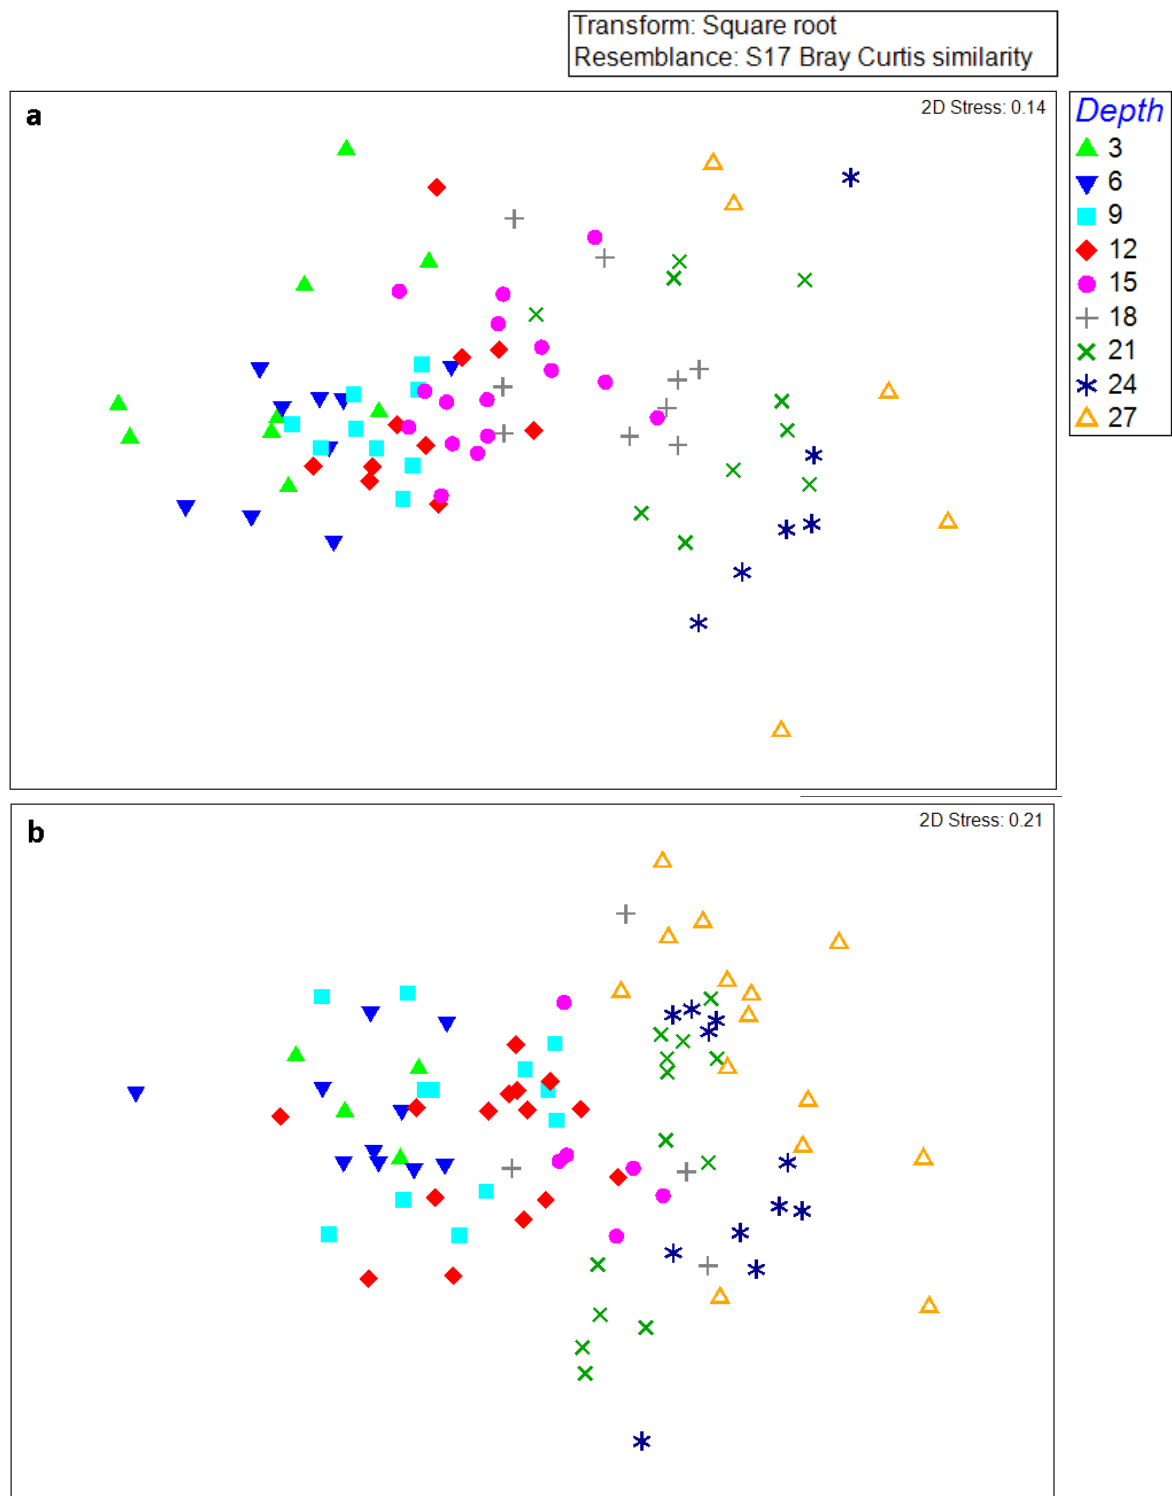 Transform: Square root
Resemblance: S17 Bray Curtis similarity
a
2D Stress: 0.14
Depth
3
6
9
12
15
18
21
24
27
b
2D Stress: 0.21